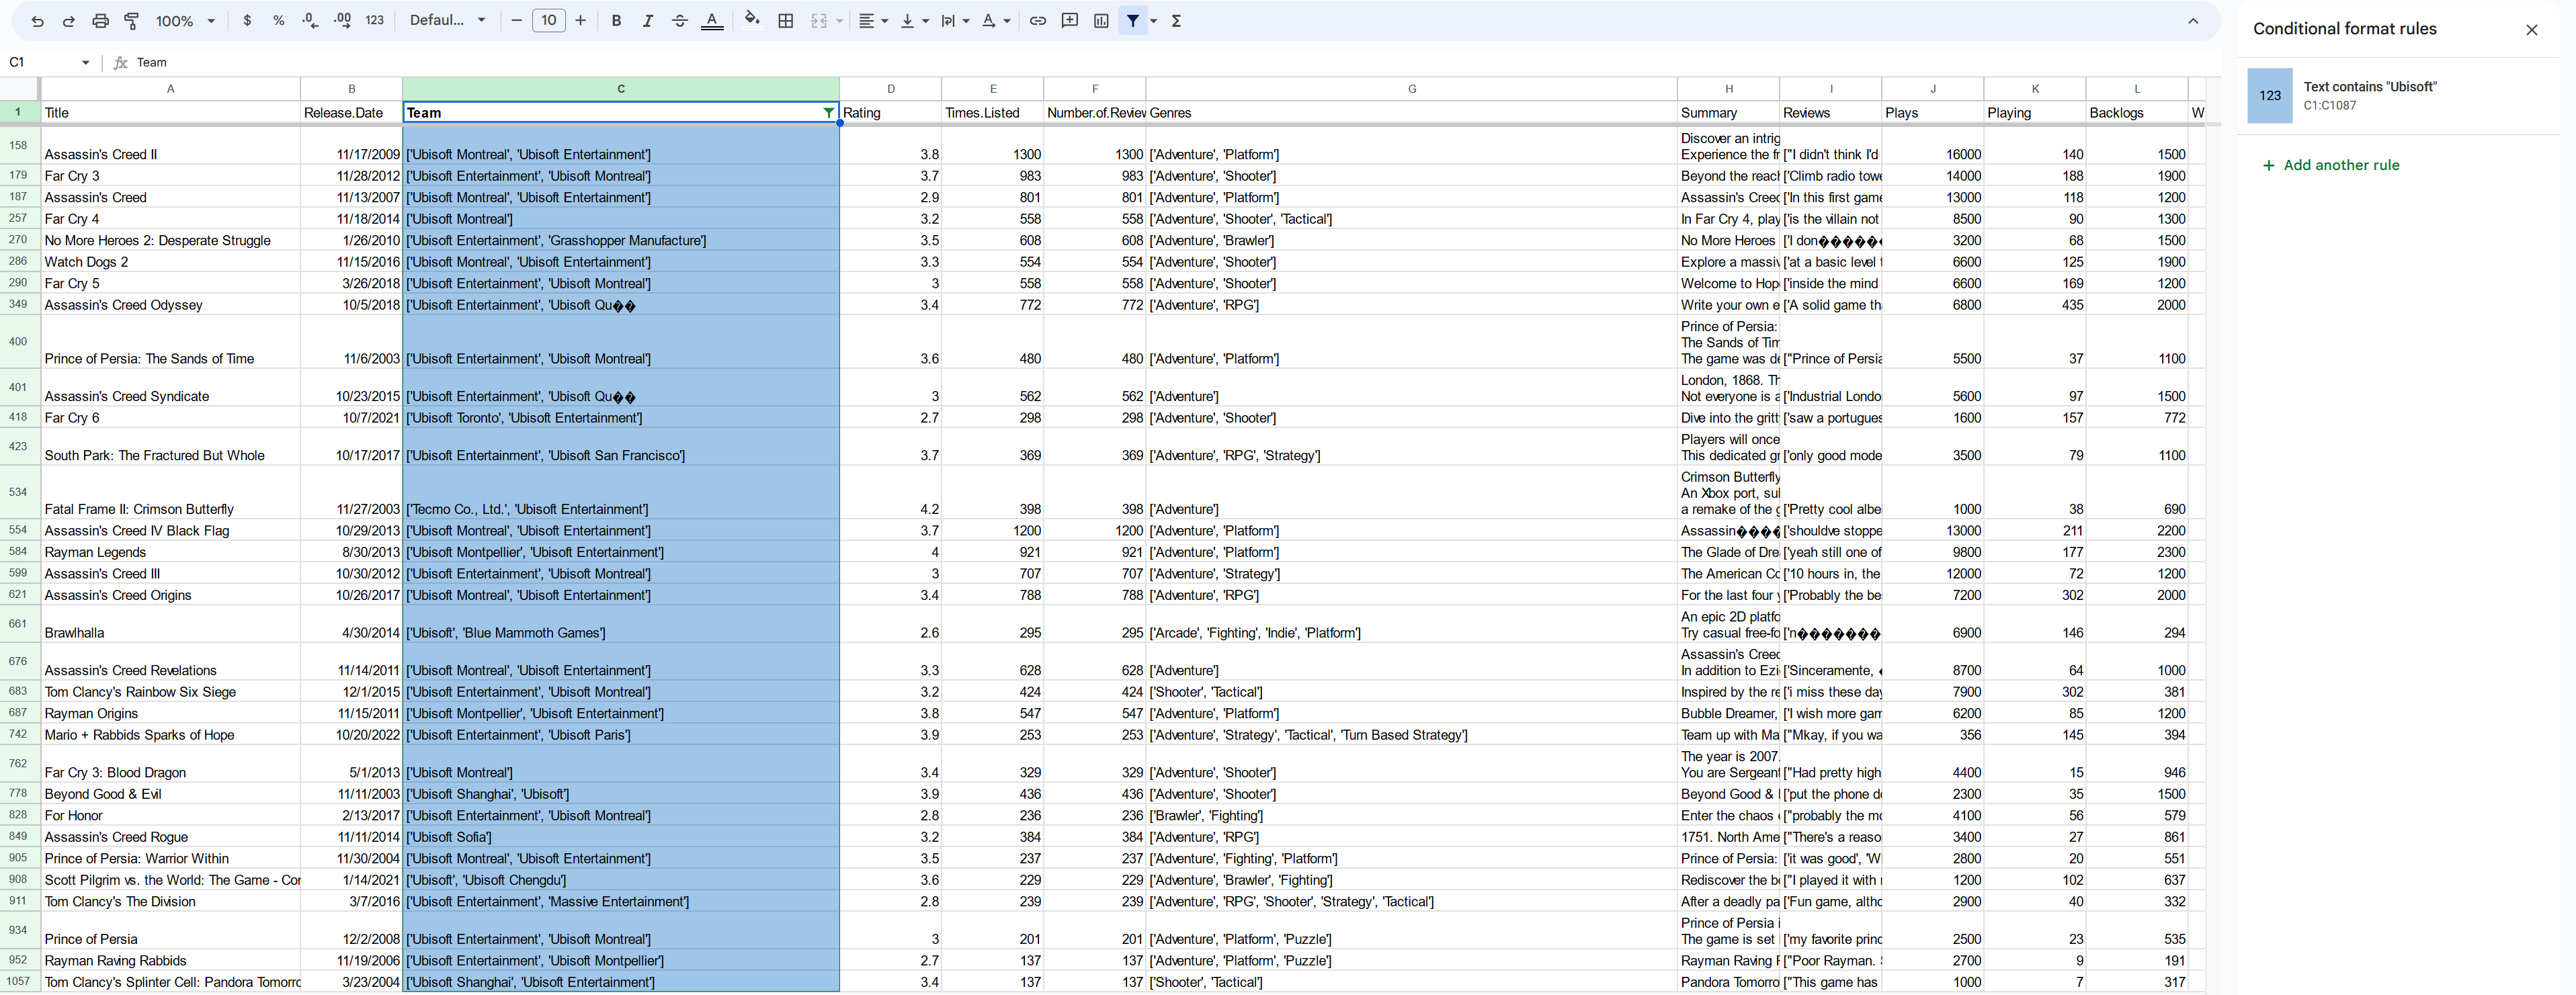 100% $ % .0 .00 123 Defaul... 10 B I S A Σ Conditional format rules
C1 fx Team
A B C D E F G H I J K L
1 Title Release.Date Team Rating Times.Listed Number.of.Review Genres Summary Reviews Plays Playing Backlogs W
123 Text contains "Ubisoft"
C1:C1087
+ Add another rule
Discover an intrig
158 Assassin's Creed II 11/17/2009 ['Ubisoft Montreal', 'Ubisoft Entertainment'] 3.8 1300 1300 ['Adventure', 'Platform'] Experience the fr ["I didn't think I'd 16000 140 1500
179 Far Cry 3 11/28/2012 ['Ubisoft Entertainment', 'Ubisoft Montreal'] 3.7 983 983 ['Adventure', 'Shooter'] Beyond the reach ['Climb radio towe 14000 188 1900
187 Assassin's Creed 11/13/2007 ['Ubisoft Montreal', 'Ubisoft Entertainment'] 2.9 801 801 ['Adventure', 'Platform'] Assassin's Creed ['In this first game 13000 118 1200
257 Far Cry 4 11/18/2014 ['Ubisoft Montreal'] 3.2 558 558 ['Adventure', 'Shooter', 'Tactical'] In Far Cry 4, play ['is the villain not 8500 90 1300
270 No More Heroes 2: Desperate Struggle 1/26/2010 ['Ubisoft Entertainment', 'Grasshopper Manufacture'] 3.5 608 608 ['Adventure', 'Brawler'] No More Heroes ['I don������ 3200 68 1500
286 Watch Dogs 2 11/15/2016 ['Ubisoft Montreal', 'Ubisoft Entertainment'] 3.3 554 554 ['Adventure', 'Shooter'] Explore a massiv ['at a basic level 6600 125 1900
290 Far Cry 5 3/26/2018 ['Ubisoft Entertainment', 'Ubisoft Montreal'] 3 558 558 ['Adventure', 'Shooter'] Welcome to Hop ['inside the mind 6600 169 1200
349 Assassin's Creed Odyssey 10/5/2018 ['Ubisoft Entertainment', 'Ubisoft Qu�� 3.4 772 772 ['Adventure', 'RPG'] Write your own e ['A solid game th 6800 435 2000
Prince of Persia:
The Sands of Tim
400 Prince of Persia: The Sands of Time 11/6/2003 ['Ubisoft Entertainment', 'Ubisoft Montreal'] 3.6 480 480 ['Adventure', 'Platform'] The game was de ["Prince of Persia 5500 37 1100
London, 1868. Th
401 Assassin's Creed Syndicate 10/23/2015 ['Ubisoft Entertainment', 'Ubisoft Qu�� 3 562 562 ['Adventure'] Not everyone is a ['Industrial Londo 5600 97 1500
418 Far Cry 6 10/7/2021 ['Ubisoft Toronto', 'Ubisoft Entertainment'] 2.7 298 298 ['Adventure', 'Shooter'] Dive into the gritt ['saw a portugues 1600 157 772
Players will once
423 South Park: The Fractured But Whole 10/17/2017 ['Ubisoft Entertainment', 'Ubisoft San Francisco'] 3.7 369 369 ['Adventure', 'RPG', 'Strategy'] This dedicated gr ['only good mode 3500 79 1100
Crimson Butterfly
An Xbox port, sul
534 Fatal Frame II: Crimson Butterfly 11/27/2003 ['Tecmo Co., Ltd.', 'Ubisoft Entertainment'] 4.2 398 398 ['Adventure'] a remake of the g ['Pretty cool albe 1000 38 690
554 Assassin's Creed IV Black Flag 10/29/2013 ['Ubisoft Montreal', 'Ubisoft Entertainment'] 3.7 1200 1200 ['Adventure', 'Platform'] Assassin���� ['shouldve stoppe 13000 211 2200
584 Rayman Legends 8/30/2013 ['Ubisoft Montpellier', 'Ubisoft Entertainment'] 4 921 921 ['Adventure', 'Platform'] The Glade of Dre ['yeah still one of 9800 177 2300
599 Assassin's Creed III 10/30/2012 ['Ubisoft Entertainment', 'Ubisoft Montreal'] 3 707 707 ['Adventure', 'Strategy'] The American Co ['10 hours in, the 12000 72 1200
621 Assassin's Creed Origins 10/26/2017 ['Ubisoft Montreal', 'Ubisoft Entertainment'] 3.4 788 788 ['Adventure', 'RPG'] For the last four y ['Probably the be 7200 302 2000
An epic 2D platfo
661 Brawlhalla 4/30/2014 ['Ubisoft', 'Blue Mammoth Games'] 2.6 295 295 ['Arcade', 'Fighting', 'Indie', 'Platform'] Try casual free-fo ['n������� 6900 146 294
Assassin's Creed
676 Assassin's Creed Revelations 11/14/2011 ['Ubisoft Montreal', 'Ubisoft Entertainment'] 3.3 628 628 ['Adventure'] In addition to Ezi ['Sinceramente, � 8700 64 1000
683 Tom Clancy's Rainbow Six Siege 12/1/2015 ['Ubisoft Entertainment', 'Ubisoft Montreal'] 3.2 424 424 ['Shooter', 'Tactical'] Inspired by the re ['i miss these day 7900 302 381
687 Rayman Origins 11/15/2011 ['Ubisoft Montpellier', 'Ubisoft Entertainment'] 3.8 547 547 ['Adventure', 'Platform'] Bubble Dreamer, ['I wish more gam 6200 85 1200
742 Mario + Rabbids Sparks of Hope 10/20/2022 ['Ubisoft Entertainment', 'Ubisoft Paris'] 3.9 253 253 ['Adventure', 'Strategy', 'Tactical', 'Turn Based Strategy'] Team up with Ma ["Mkay, if you wa 356 145 394
The year is 2007.
762 Far Cry 3: Blood Dragon 5/1/2013 ['Ubisoft Montreal'] 3.4 329 329 ['Adventure', 'Shooter'] You are Sergeant ["Had pretty high 4400 15 946
778 Beyond Good & Evil 11/11/2003 ['Ubisoft Shanghai', 'Ubisoft'] 3.9 436 436 ['Adventure', 'Shooter'] Beyond Good & ['put the phone d 2300 35 1500
828 For Honor 2/13/2017 ['Ubisoft Entertainment', 'Ubisoft Montreal'] 2.8 236 236 ['Brawler', 'Fighting'] Enter the chaos ["probably the mo 4100 56 579
849 Assassin's Creed Rogue 11/11/2014 ['Ubisoft Sofia'] 3.2 384 384 ['Adventure', 'RPG'] 1751. North Ame ["There's a reaso 3400 27 861
905 Prince of Persia: Warrior Within 11/30/2004 ['Ubisoft Montreal', 'Ubisoft Entertainment'] 3.5 237 237 ['Adventure', 'Fighting', 'Platform'] Prince of Persia: ['it was good', 'W 2800 20 551
908 Scott Pilgrim vs. the World: The Game - Cor 1/14/2021 ['Ubisoft', 'Ubisoft Chengdu'] 3.6 229 229 ['Adventure', 'Brawler', 'Fighting'] Rediscover the be ["I played it with 1200 102 637
911 Tom Clancy's The Division 3/7/2016 ['Ubisoft Entertainment', 'Massive Entertainment'] 2.8 239 239 ['Adventure', 'RPG', 'Shooter', 'Strategy', 'Tactical'] After a deadly pa ['Fun game, altho 2900 40 332
Prince of Persia i
934 Prince of Persia 12/2/2008 ['Ubisoft Entertainment', 'Ubisoft Montreal'] 3 201 201 ['Adventure', 'Platform', 'Puzzle'] The game is set ['my favorite princ 2500 23 535
952 Rayman Raving Rabbids 11/19/2006 ['Ubisoft Entertainment', 'Ubisoft Montpellier'] 2.7 137 137 ['Adventure', 'Platform', 'Puzzle'] Rayman Raving F ["Poor Rayman. 2700 9 191
1057 Tom Clancy's Splinter Cell: Pandora Tomorro 3/23/2004 ['Ubisoft Shanghai', 'Ubisoft Entertainment'] 3.4 137 137 ['Shooter', 'Tactical'] Pandora Tomorro ["This game has 1000 7 317